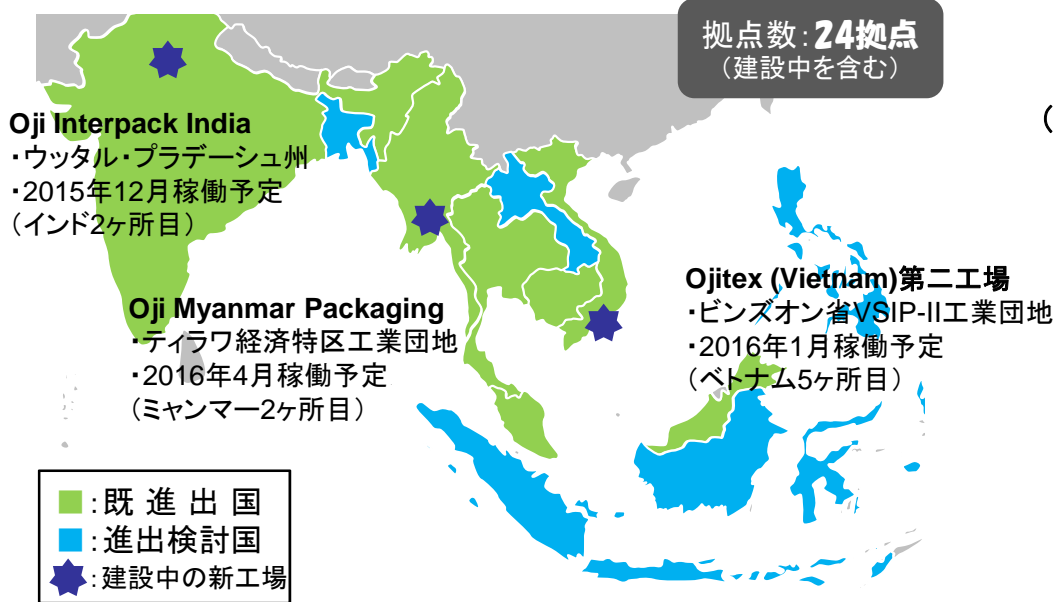 拠点数：24拠点
（建設中を含む）
（
Oji Interpack India
・ウッタル・プラデーシュ州
・2015年12月稼働予定
（インド2ヶ所目）
Oji Myanmar Packaging
・ティラワ経済特区工業団地
・2016年4月稼働予定
（ミャンマー2ヶ所目）
Ojitex (Vietnam)第二工場
・ビンズオン省VSIP-II工業団地
・2016年1月稼働予定
（ベトナム5ヶ所目）
：既 進 出 国
：進出検討国
：建設中の新工場